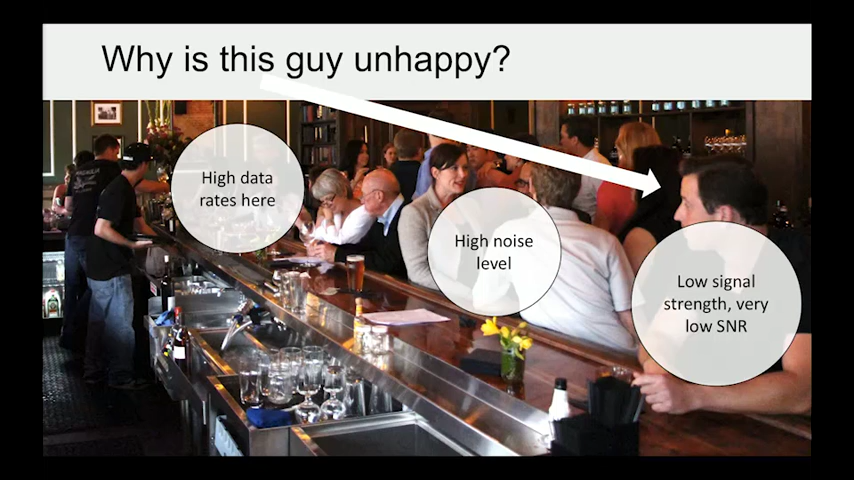 Why is this guy unhappy?
High data
rates here
High noise
level
Low signal
strength, very
low SNR